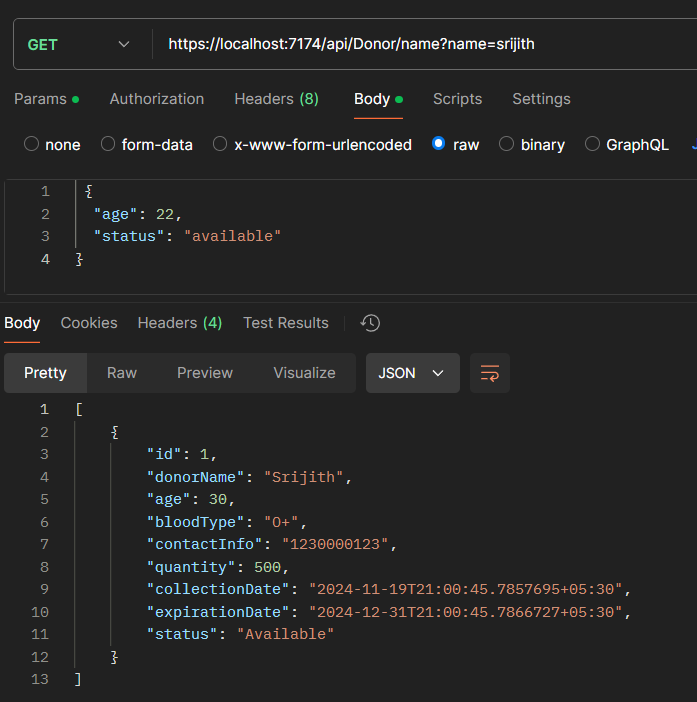 GET https://localhost:7174/api/Donor/name?name=srijith
Params Authorization Headers (8) Body Scripts Settings
none form-data x-www-form-urlencoded raw binary GraphQL
1 {
2 "age": 22,
3 "status": "available"
4 }
Body Cookies Headers (4) Test Results
Pretty Raw Preview Visualize JSON
1 [
2 {
3 "id": 1,
4 "donorName": "Srijith",
5 "age": 30,
6 "bloodType": "O+",
7 "contactInfo": "1230000123",
8 "quantity": 500,
9 "collectionDate": "2024-11-19T21:00:45.7857695+05:30",
10 "expirationDate": "2024-12-31T21:00:45.7866727+05:30",
11 "status": "Available"
12 }
13 ]